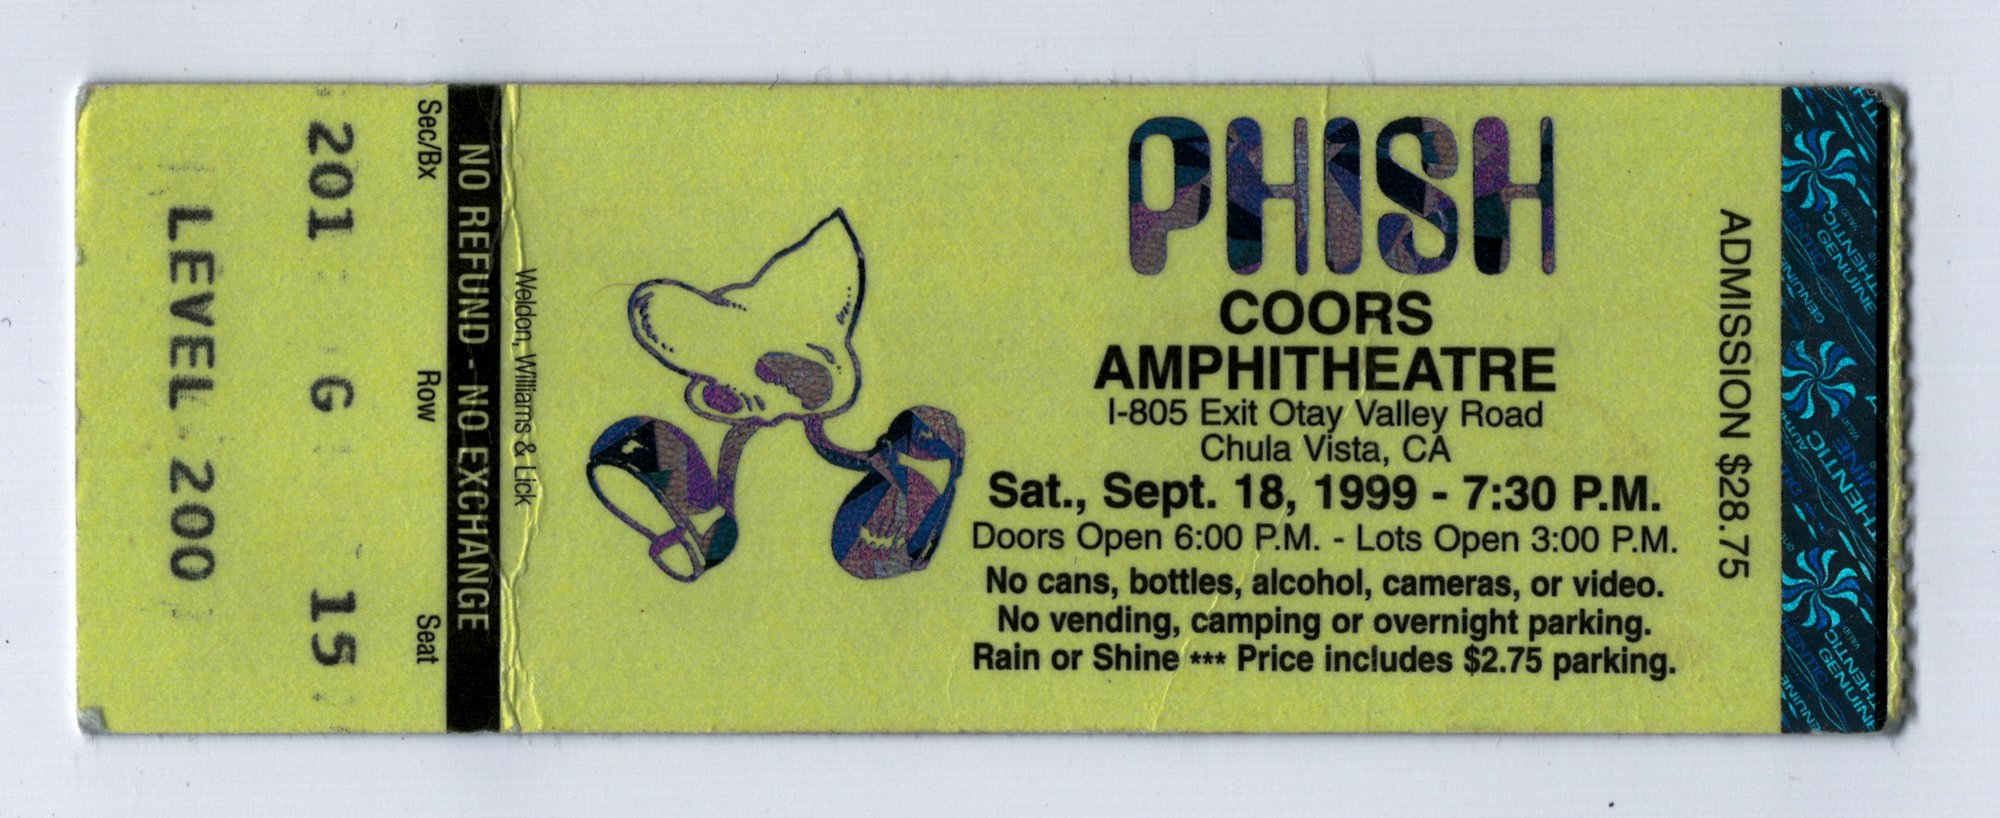 LEVEL 200
201 G 15
Sec/Bx Row Seat
NO REFUND - NO EXCHANGE
Weldon, Williams & Lick
PHISH
COORS
AMPHITHEATRE
I-805 Exit Otay Valley Road
Chula Vista, CA
Sat., Sept. 18, 1999 - 7:30 P.M.
Doors Open 6:00 P.M. - Lots Open 3:00 P.M.
No cans, bottles, alcohol, cameras, or video.
No vending, camping or overnight parking.
Rain or Shine *** Price includes $2.75 parking.
ADMISSION $28.75
GENUINE
AUTHENTIC
VALID